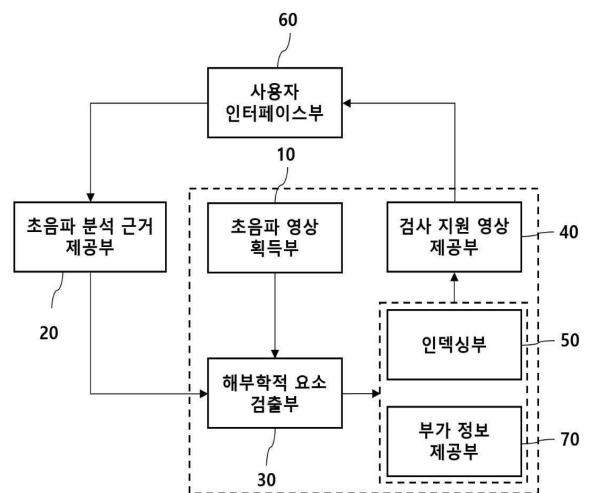 60
사용자
인터페이스부
10
초음파 분석 근거
제공부
20
초음파 영상
획득부
검사 지원 영상
제공부
40
해부학적 요소
검출부
30
인덱싱부
50
부가 정보
제공부
70